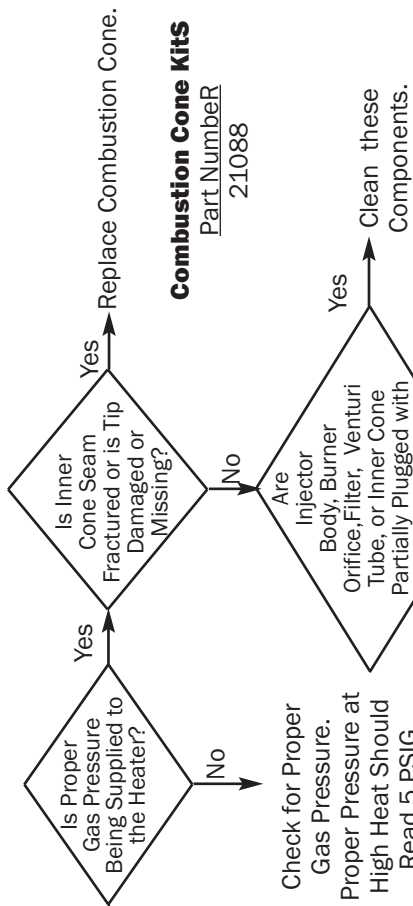 Is Proper
Gas Pressure
Being Supplied to
the Heater?
Yes
No
Check for Proper
Gas Pressure.
Proper Pressure at
High Heat Should
Read 5 PSIG
Is Inner
Cone Seam
Fractured or is Tip
Damaged or
Missing?
Yes
Replace Combustion Cone.
Combustion Cone Kits
Part NumbeR
21088
No
Are
Injector
Body, Burner
Orifice,Filter, Venturi
Tube, or Inner Cone
Partially Plugged with
Yes
Clean these
Components.